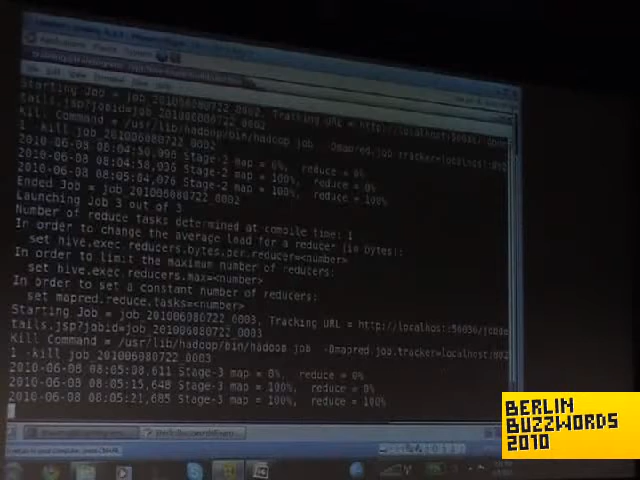 Starting Job = job_201006080722_0002, Tracking URL = http://localhost:50030/jobde
tails.jsp?jobid=job_201006080722_0002
Kill Command = /usr/lib/hadoop/bin/hadoop job  -Dmapred.job.tracker=localhost:802
1 -kill job_201006080722_0002
2010-06-08 08:04:50,996 Stage-2 map = 0%,  reduce = 0%
2010-06-08 08:04:58,036 Stage-2 map = 100%,  reduce = 0%
2010-06-08 08:05:04,076 Stage-2 map = 100%,  reduce = 100%
Ended Job = job_201006080722_0002
Launching Job 3 out of 3
Number of reduce tasks determined at compile time: 1
In order to change the average load for a reducer (in bytes):
set hive.exec.reducers.bytes.per.reducer=<number>
In order to limit the maximum number of reducers:
set hive.exec.reducers.max=<number>
In order to set a constant number of reducers:
set mapred.reduce.tasks=<number>
Starting Job = job_201006080722_0003, Tracking URL = http://localhost:50030/jobde
tails.jsp?jobid=job_201006080722_0003
Kill Command = /usr/lib/hadoop/bin/hadoop job  -Dmapred.job.tracker=localhost:802
1 -kill job_201006080722_0003
2010-06-08 08:05:08,611 Stage-3 map = 0%,  reduce = 0%
2010-06-08 08:05:15,648 Stage-3 map = 100%,  reduce = 0%
2010-06-08 08:05:21,685 Stage-3 map = 100%,  reduce = 100%
BERLIN
BUZZWORDS
2010